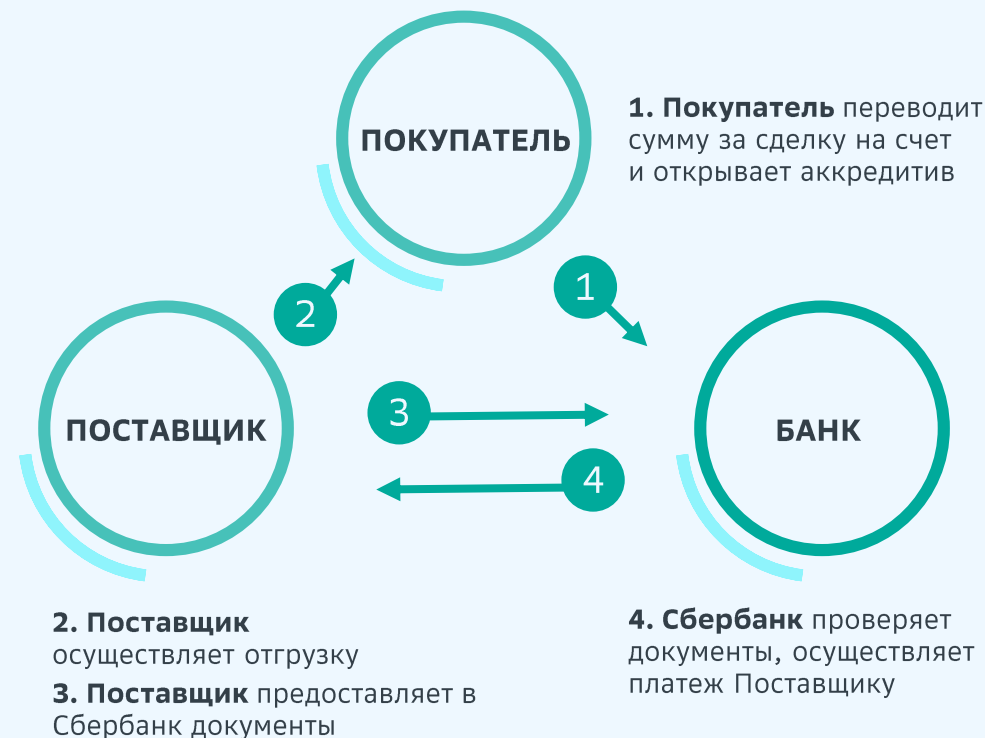 ПОКУПАТЕЛЬ
1. Покупатель переводит
сумму за сделку на счет
и открывает аккредитив
2
1
ПОСТАВЩИК
3
БАНК
4
2. Поставщик
осуществляет отгрузку
3. Поставщик предоставляет в
Сбербанк документы
4. Сбербанк проверяет
документы, осуществляет
платеж Поставщику